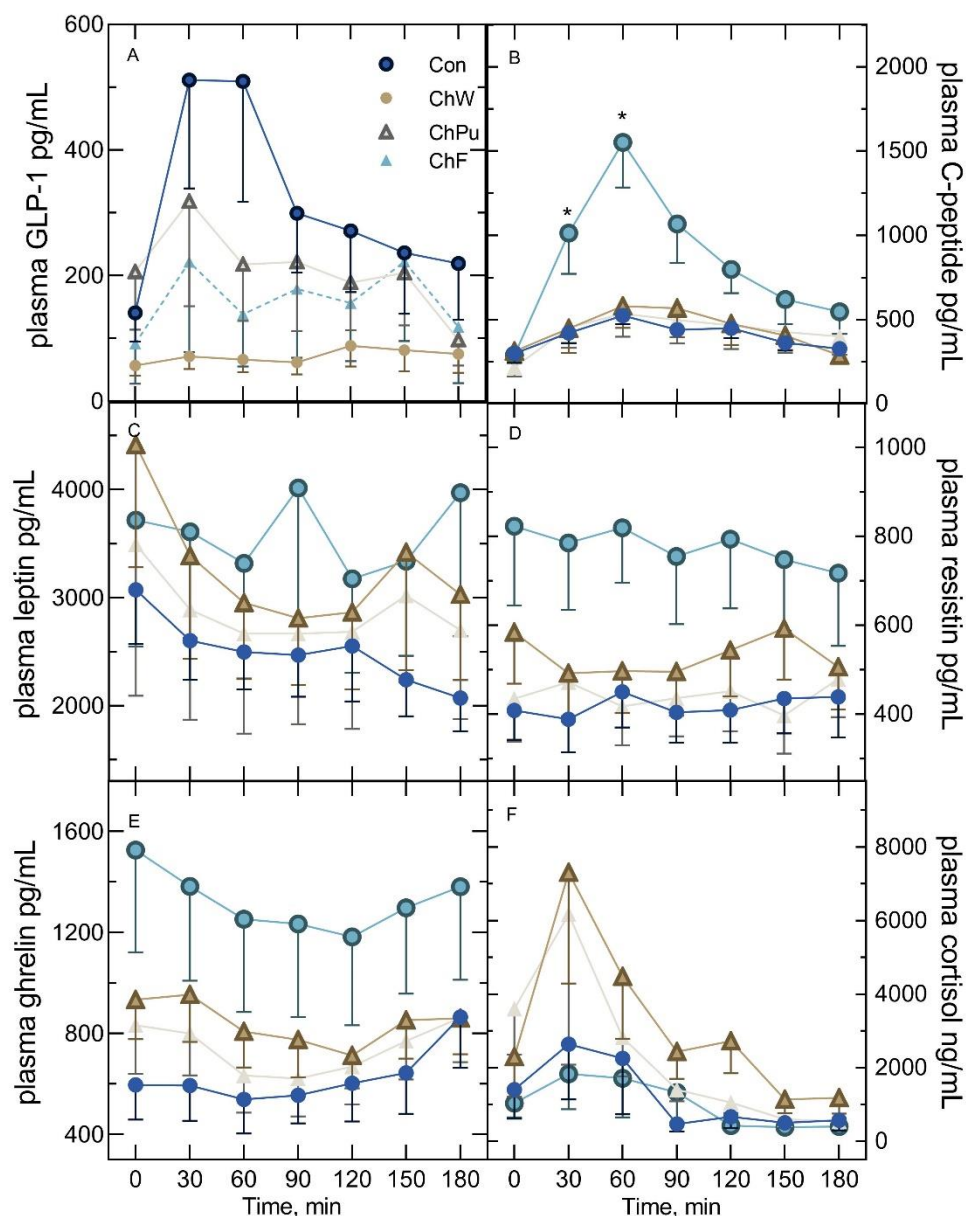 A
600
400
200
0
plasma GLP-1 pg/mL
Con
ChW
ChPu
ChF
B
*
*
2000
1500
1000
500
0
plasma C-peptide pg/mL
C
4000
3000
2000
plasma leptin pg/mL
D
1000
800
600
400
plasma resistin pg/mL
E
1600
1200
800
400
plasma ghrelin pg/mL
0 30 60 90 120 150 180
Time, min
F
8000
6000
4000
2000
0
plasma cortisol ng/mL
0 30 60 90 120 150 180
Time, min